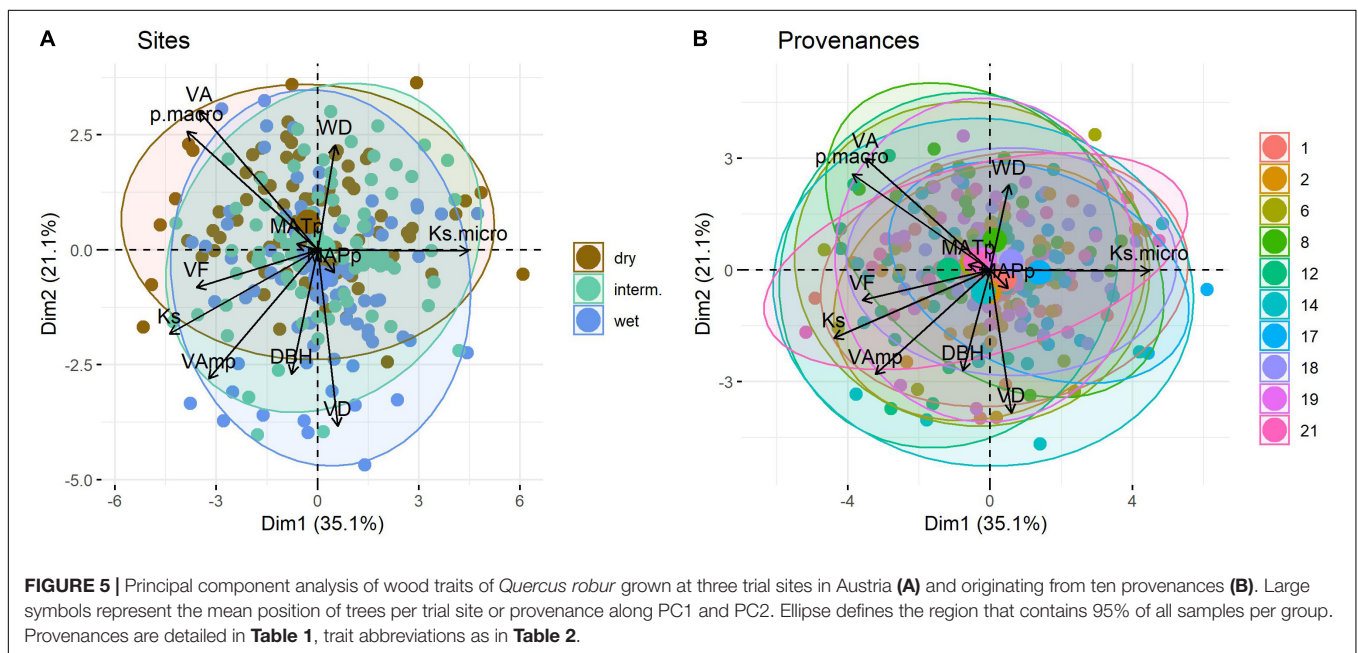 A Sites
VA
p.macro
WD
MATp
Ks.micro
MAPp
VF
Ks
VAmp
DBH
VD
2.5
0.0
-2.5
-5.0
Dim2 (21.1%)
-6 -3 0 3 6
Dim1 (35.1%)
dry
interm.
wet
B Provenances
VA
p.macro
WD
MATp
Ks.micro
MAPp
VF
Ks
VAmp
DBH
VD
3
0
-3
Dim2 (21.1%)
-4 0 4
Dim1 (35.1%)
1
2
6
8
12
14
17
18
19
21
FIGURE 5 | Principal component analysis of wood traits of Quercus robur grown at three trial sites in Austria (A) and originating from ten provenances (B). Large
symbols represent the mean position of trees per trial site or provenance along PC1 and PC2. Ellipse defines the region that contains 95% of all samples per group.
Provenances are detailed in Table 1, trait abbreviations as in Table 2.